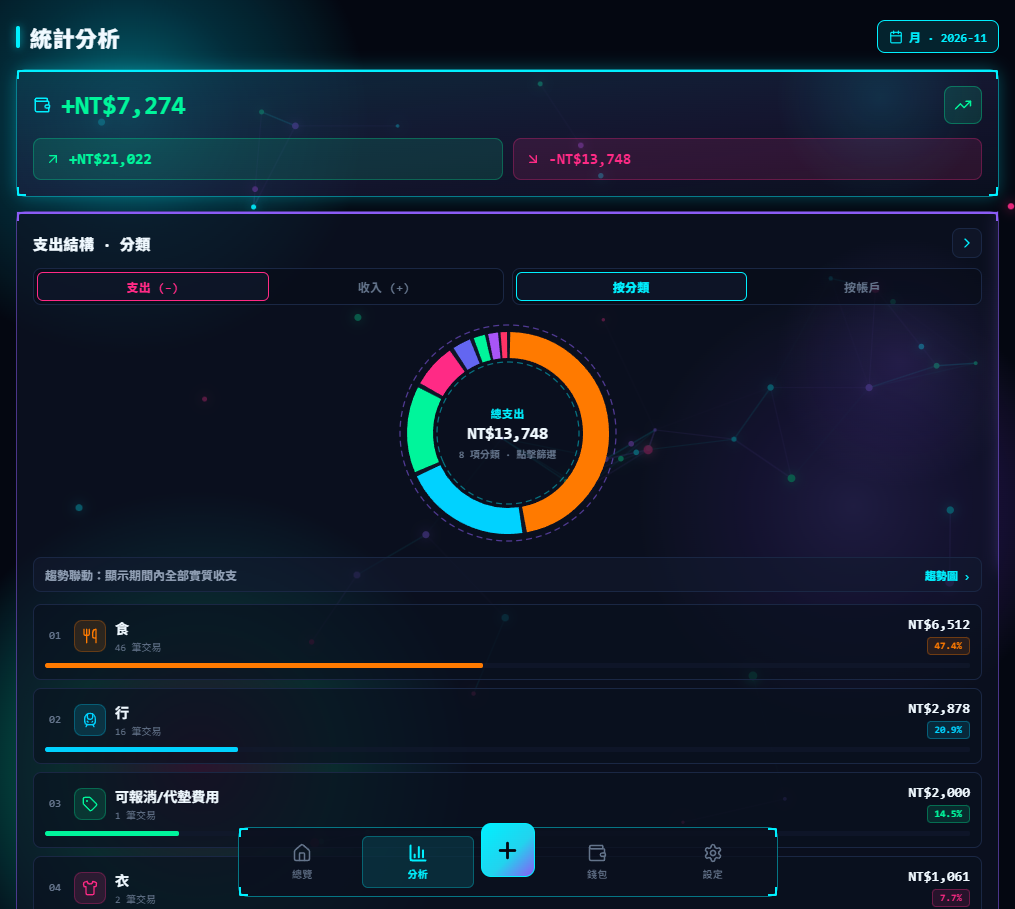 統計分析
月 · 2026-11
+NT$7,274
+NT$21,022
-NT$13,748
支出結構 · 分類
支出 (-)
收入 (+)
按分類
按帳戶
總支出
NT$13,748
8 項分類 · 點擊篩選
趨勢聯動：顯示期間內全部實質收支
趨勢圖 ›
01
食
46 筆交易
NT$6,512
47.4%
02
行
16 筆交易
NT$2,878
20.9%
03
可報消/代墊費用
1 筆交易
NT$2,000
14.5%
04
衣
2 筆交易
NT$1,061
7.7%
總覽
分析
+
錢包
設定